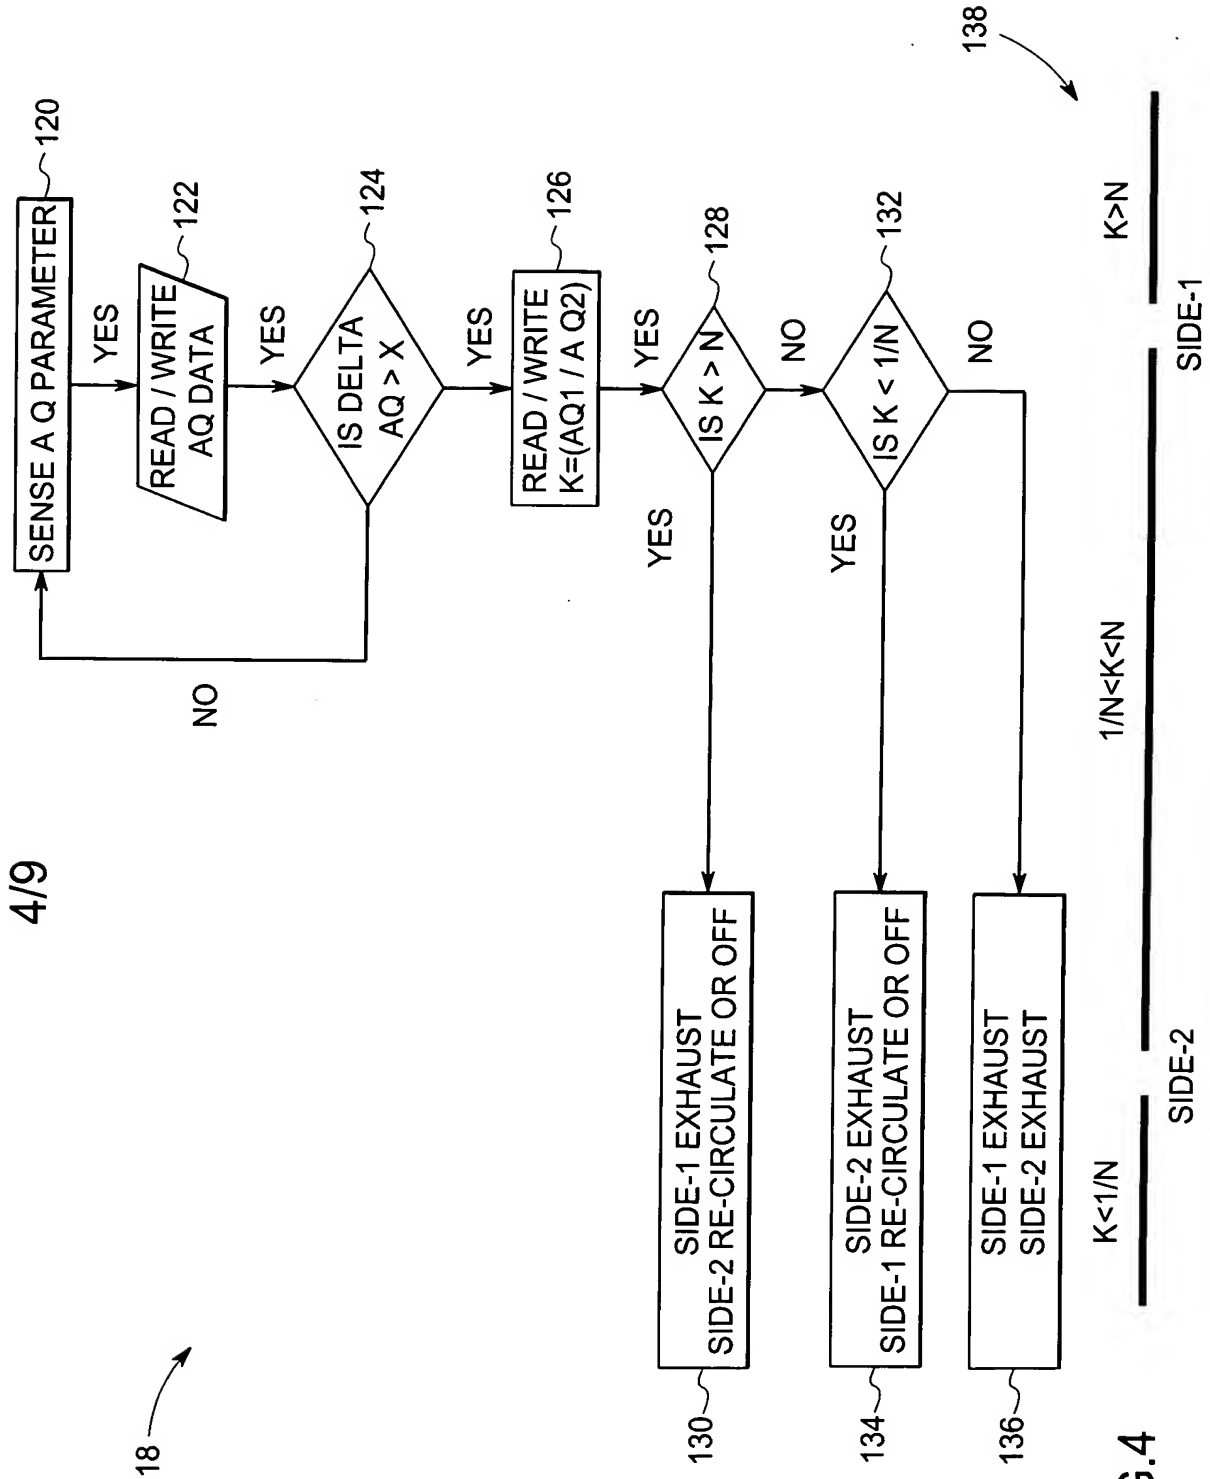 4/9
18
SENSE A Q PARAMETER
120
YES
READ / WRITE
AQ DATA
122
YES
IS DELTA
AQ > X
124
NO
YES
READ / WRITE
K=(AQ1 / A Q2)
126
YES
IS K > N
128
YES
NO
SIDE-1 EXHAUST
SIDE-2 RE-CIRCULATE OR OFF
130
IS K < 1/N
132
YES
NO
SIDE-2 EXHAUST
SIDE-1 RE-CIRCULATE OR OFF
134
SIDE-1 EXHAUST
SIDE-2 EXHAUST
136
138
K<1/N
1/N<K<N
K>N
SIDE-2
SIDE-1
G.4